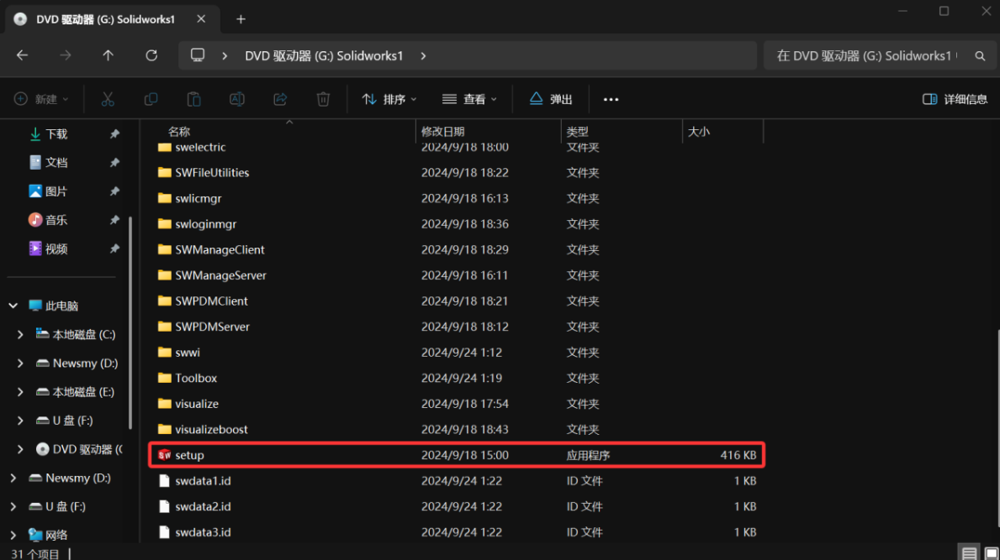 DVD 驱动器 (G:) Solidworks1
DVD 驱动器 (G:) Solidworks1
在 DVD 驱动器 (G:) Solidworks1
新建
排序
查看
弹出
详细信息
下载
文档
图片
音乐
视频
此电脑
本地磁盘 (C:)
Newsmy (D:)
本地磁盘 (E:)
U 盘 (F:)
DVD 驱动器 (
Newsmy (D:)
U 盘 (F:)
网络
名称 修改日期 类型 大小
swelectric 2024/9/18 18:00 文件夹
SWFileUtilities 2024/9/18 18:22 文件夹
swlicmgr 2024/9/18 16:13 文件夹
swloginmgr 2024/9/18 18:36 文件夹
SWManageClient 2024/9/18 18:29 文件夹
SWManageServer 2024/9/18 16:11 文件夹
SWPDMClient 2024/9/18 18:21 文件夹
SWPDMServer 2024/9/18 18:12 文件夹
swwi 2024/9/24 1:12 文件夹
Toolbox 2024/9/24 1:19 文件夹
visualize 2024/9/18 17:54 文件夹
visualizeboost 2024/9/18 18:43 文件夹
SW setup 2024/9/18 15:00 应用程序 416 KB
swdata1.id 2024/9/24 1:22 ID 文件 1 KB
swdata2.id 2024/9/24 1:22 ID 文件 1 KB
swdata3.id 2024/9/24 1:22 ID 文件 1 KB
31 个项目